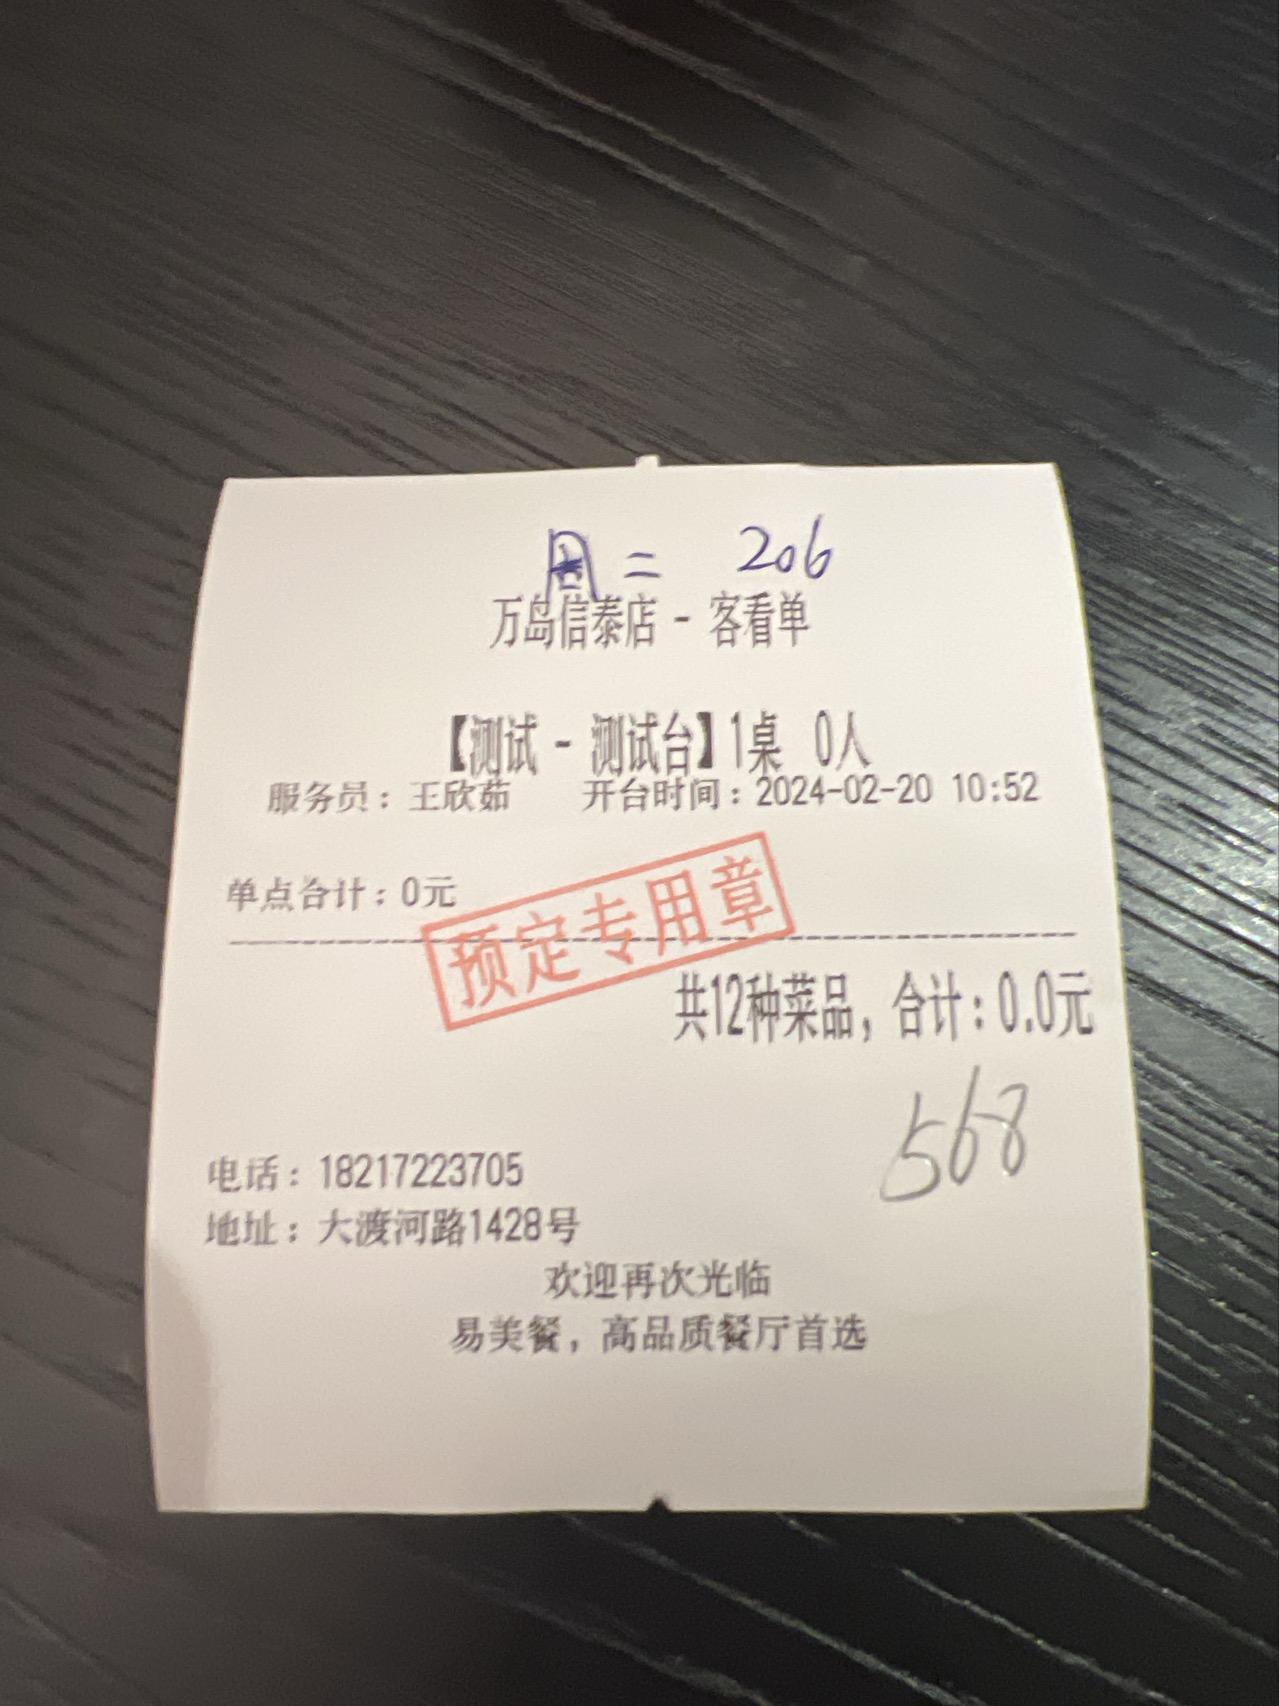 周二 206
万岛信泰店 - 客看单
【测试 - 测试台】1桌 0人
服务员：王欣茹 开台时间：2024-02-20 10:52
单点合计：0元
预定专用章
共12种菜品，合计：0.0元
568
电话：18217223705
地址：大渡河路1428号
欢迎再次光临
易美餐，高品质餐厅首选